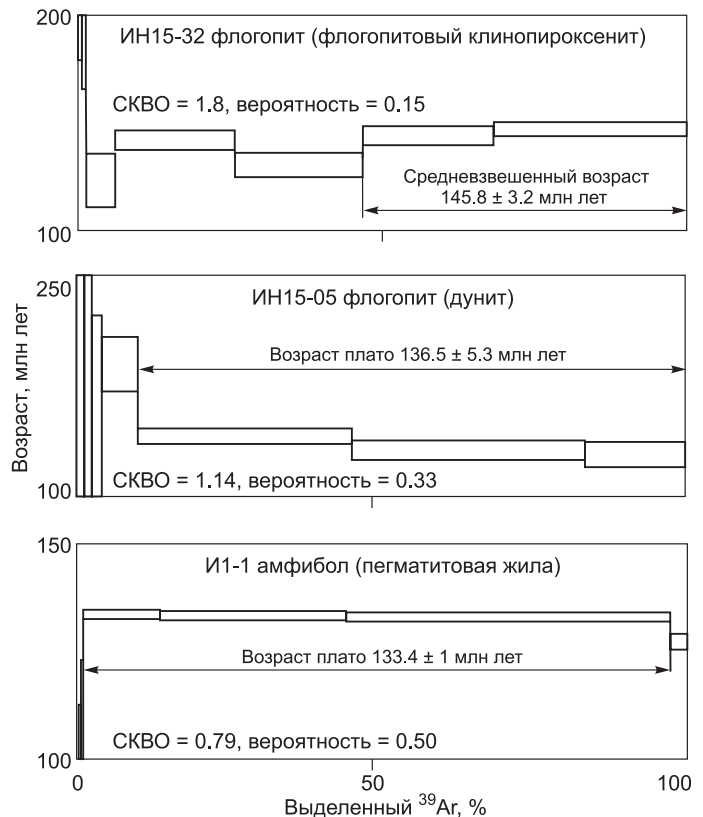 200
ИН15-32 флогопит (флогопитовый клинопироксенит)
СКВО = 1.8, вероятность = 0.15
Средневзвешенный возраст
145.8 ± 3.2 млн лет
100
250
ИН15-05 флогопит (дунит)
Возраст плато 136.5 ± 5.3 млн лет
Возраст, млн лет
СКВО = 1.14, вероятность = 0.33
100
150
И1-1 амфибол (пегматитовая жила)
Возраст плато 133.4 ± 1 млн лет
СКВО = 0.79, вероятность = 0.50
100
0 50 100
Выделенный ³⁹Ar, %